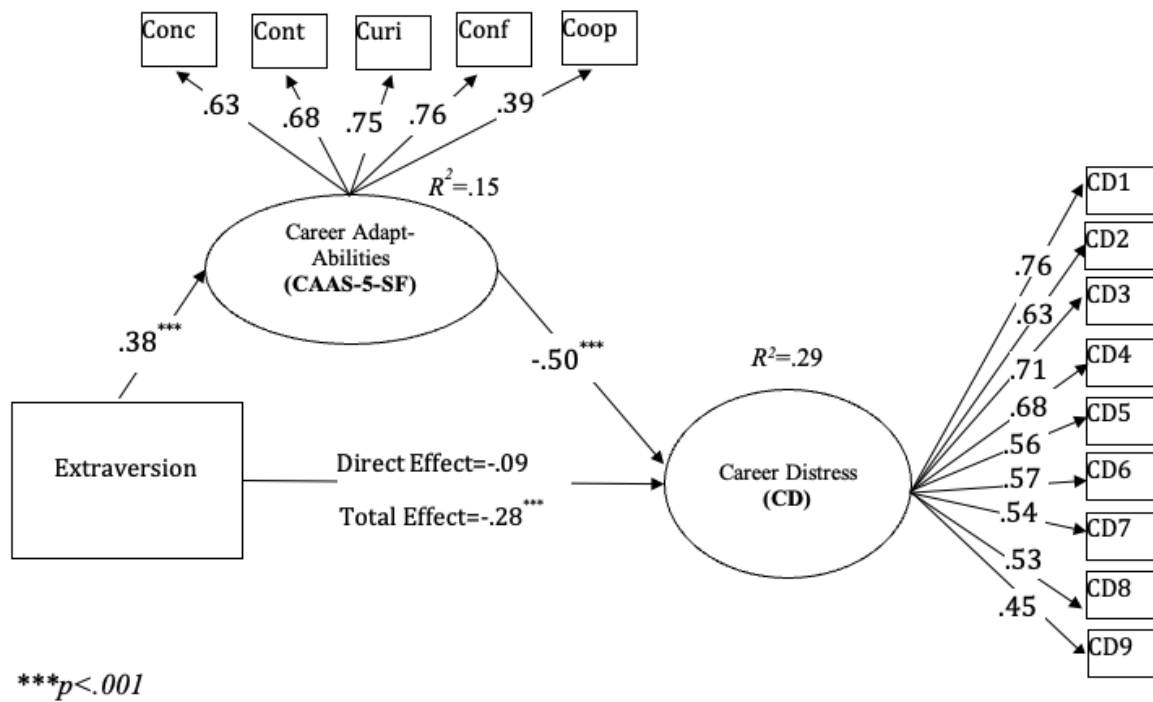 Conc Cont Curi Conf Coop
.63 .68 .75 .76 .39
R²=.15
Career Adapt-
Abilities
(CAAS-5-SF)
.38***
-.50***
R²=.29
Extraversion
Direct Effect=-.09
Total Effect=-.28***
Career Distress
(CD)
.76 CD1
.63 CD2
.71 CD3
.68 CD4
.56 CD5
.57 CD6
.54 CD7
.53 CD8
.45 CD9
***p<.001